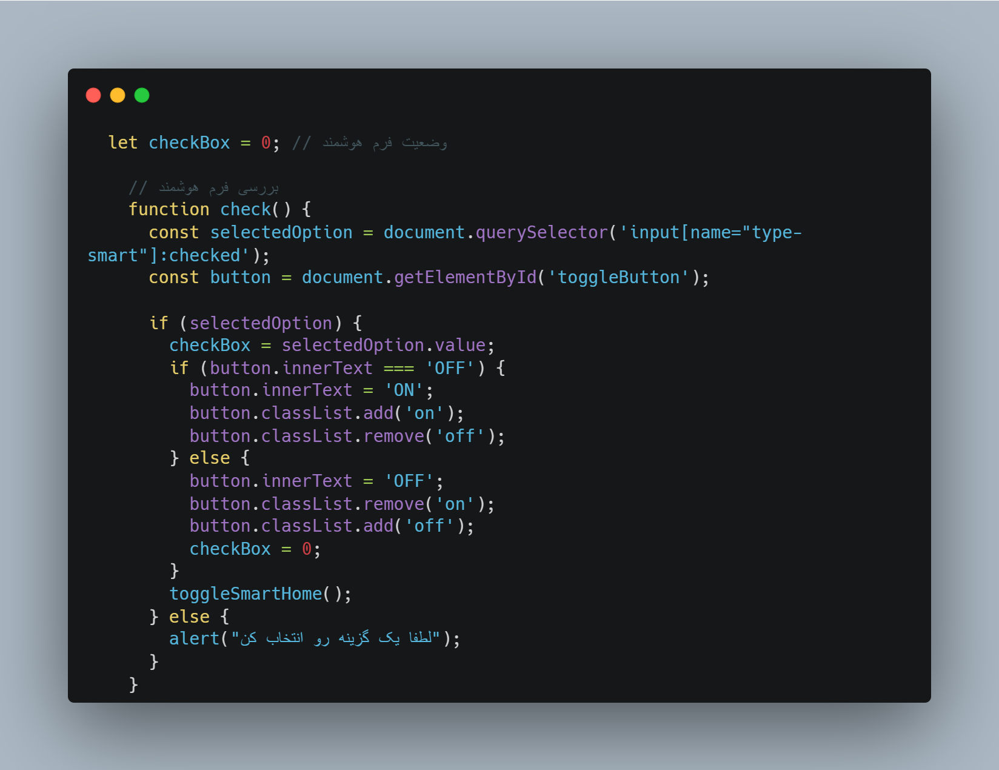 let checkBox = 0; // وضعیت فرم هوشمند
// بررسی فرم هوشمند
function check() {
const selectedOption = document.querySelector('input[name="type-
smart"]:checked');
const button = document.getElementById('toggleButton');
if (selectedOption) {
checkBox = selectedOption.value;
if (button.innerText === 'OFF') {
button.innerText = 'ON';
button.classList.add('on');
button.classList.remove('off');
} else {
button.innerText = 'OFF';
button.classList.remove('on');
button.classList.add('off');
checkBox = 0;
}
toggleSmartHome();
} else {
alert("لطفا یک گزینه رو انتخاب کن");
}
}